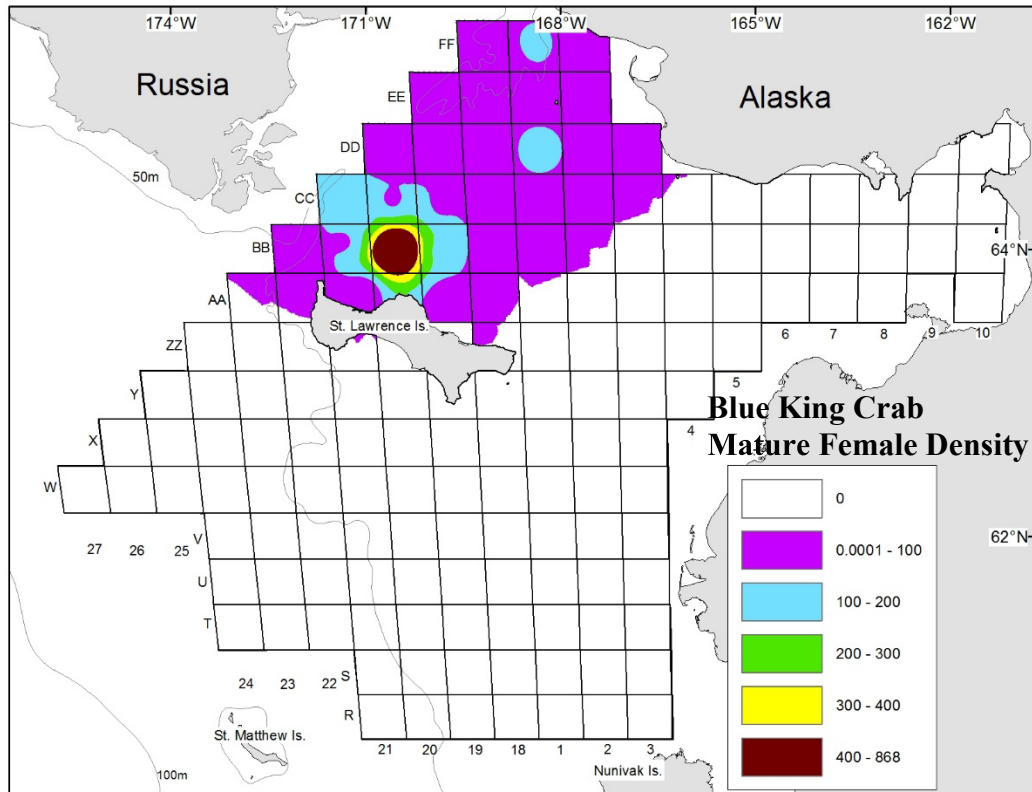 174°W 171°W 168°W 165°W 162°W
FF
Russia
EE
Alaska
DD
50m
CC
BB
64°N
AA
St. Lawrence Is.
ZZ
6 7 8 9 10
Y
5
X
4
Blue King Crab
Mature Female Density
W
0
27 26 25
V
62°N
0.0001 - 100
U
100 - 200
T
200 - 300
24 23 22
S
300 - 400
R
St. Matthew Is.
21 20 19 18 1 2 3
400 - 868
100m
Nunivak Is.